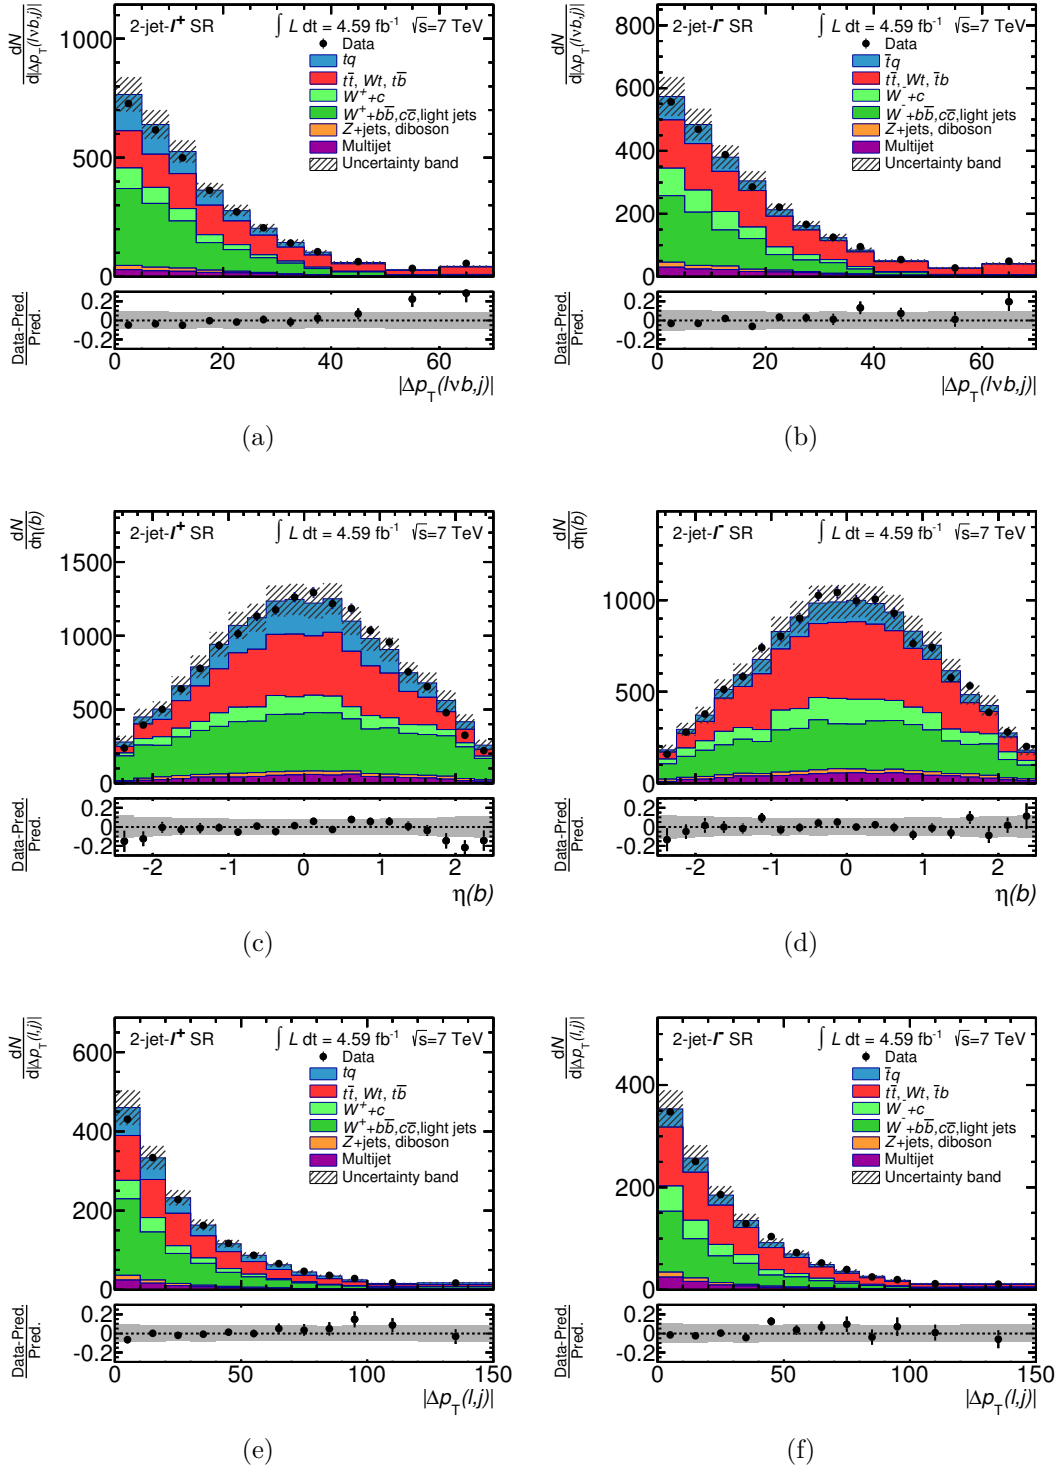 dN
d|Δp_T(lνb,j)|
2-jet-l⁺ SR ∫ L dt = 4.59 fb⁻¹ √s=7 TeV
Data
tq
tt̅, Wt, tb̅
W⁺+c
W⁺+bb̅,cc̅,light jets
Z+jets, diboson
Multijet
Uncertainty band
1000
500
0
Data-Pred.
Pred.
0.2
0
-0.2
0 20 40 60
|Δp_T(lνb,j)|
(a)
dN
d|Δp_T(lνb,j)|
2-jet-l⁻ SR ∫ L dt = 4.59 fb⁻¹ √s=7 TeV
Data
t̅q
tt̅, Wt, t̅b
W⁻+c
W⁻+bb̅,cc̅,light jets
Z+jets, diboson
Multijet
Uncertainty band
800
600
400
200
0
Data-Pred.
Pred.
0.2
0
-0.2
0 20 40 60
|Δp_T(lνb,j)|
(b)
dN
dη(b)
2-jet-l⁺ SR ∫ L dt = 4.59 fb⁻¹ √s=7 TeV
1500
1000
500
0
Data-Pred.
Pred.
0.2
0
-0.2
-2 -1 0 1 2
η(b)
(c)
dN
dη(b)
2-jet-l⁻ SR ∫ L dt = 4.59 fb⁻¹ √s=7 TeV
1000
500
0
Data-Pred.
Pred.
0.2
0
-0.2
-2 -1 0 1 2
η(b)
(d)
dN
d|Δp_T(l,j)|
2-jet-l⁺ SR ∫ L dt = 4.59 fb⁻¹ √s=7 TeV
Data
tq
tt̅, Wt, tb̅
W⁺+c
W⁺+bb̅,cc̅,light jets
Z+jets, diboson
Multijet
Uncertainty band
600
400
200
0
Data-Pred.
Pred.
0.2
0
-0.2
0 50 100 150
|Δp_T(l,j)|
(e)
dN
d|Δp_T(l,j)|
2-jet-l⁻ SR ∫ L dt = 4.59 fb⁻¹ √s=7 TeV
Data
t̅q
tt̅, Wt, t̅b
W⁻+c
W⁻+bb̅,cc̅,light jets
Z+jets, diboson
Multijet
Uncertainty band
400
200
0
Data-Pred.
Pred.
0.2
0
-0.2
0 50 100 150
|Δp_T(l,j)|
(f)